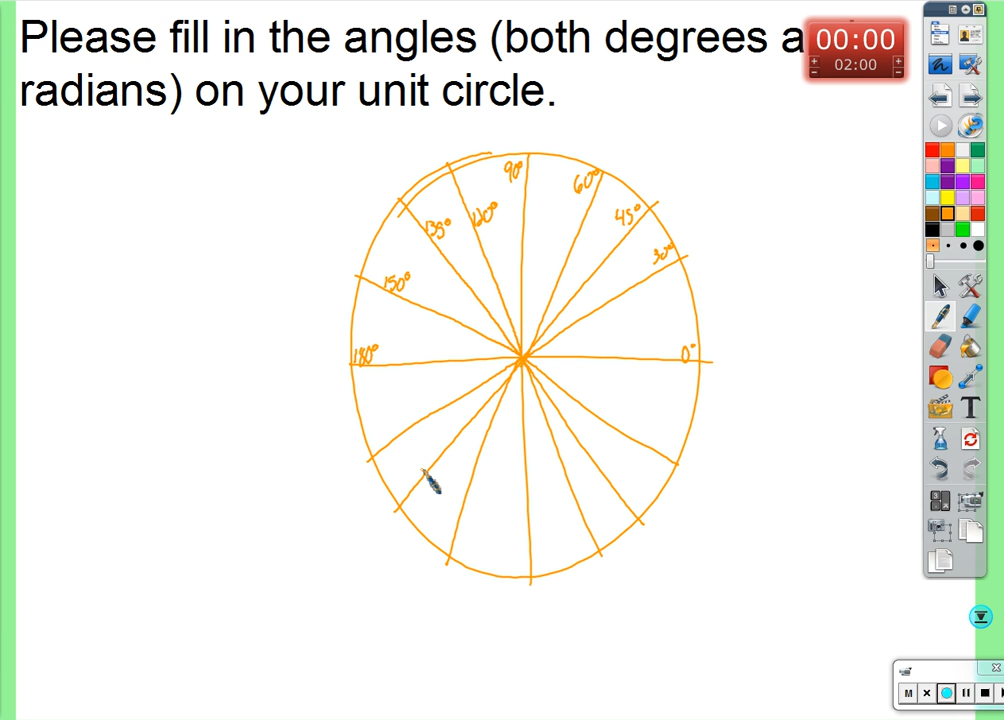 Please fill in the angles (both degrees a
radians) on your unit circle.
00:00
02:00
90°
60°
45°
135°
30°
150°
180°
0°
M
T